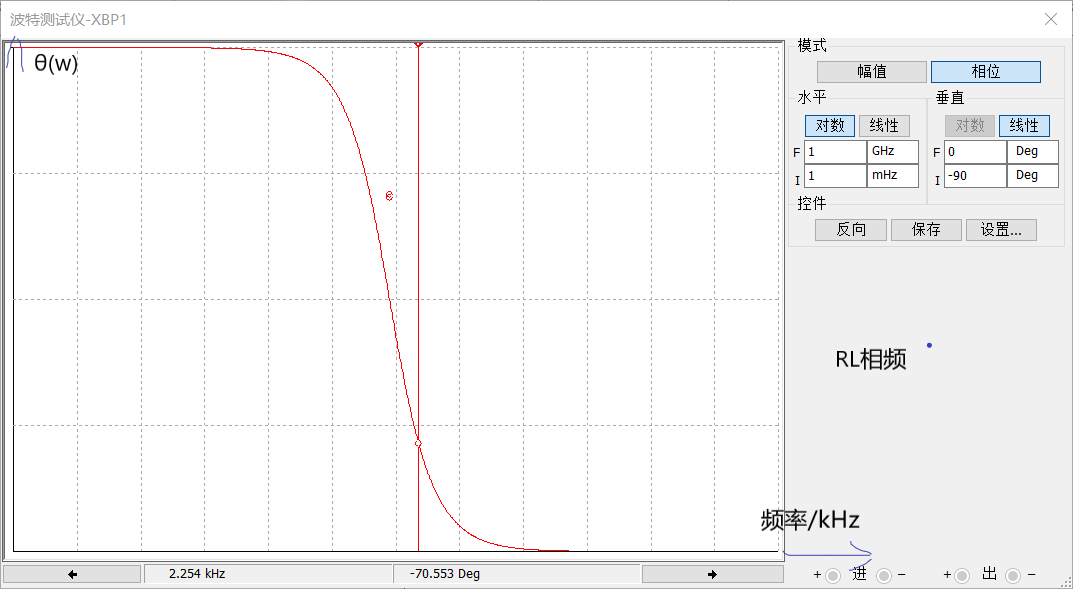 波特测试仪-XBP1
θ(w)
模式
幅值 相位
水平 垂直
对数 线性 对数 线性
F 1 GHz F 0 Deg
I 1 mHz I -90 Deg
控件
反向 保存 设置...
RL相频
频率/kHz
2.254 kHz -70.553 Deg
+ 进 − + 出 −